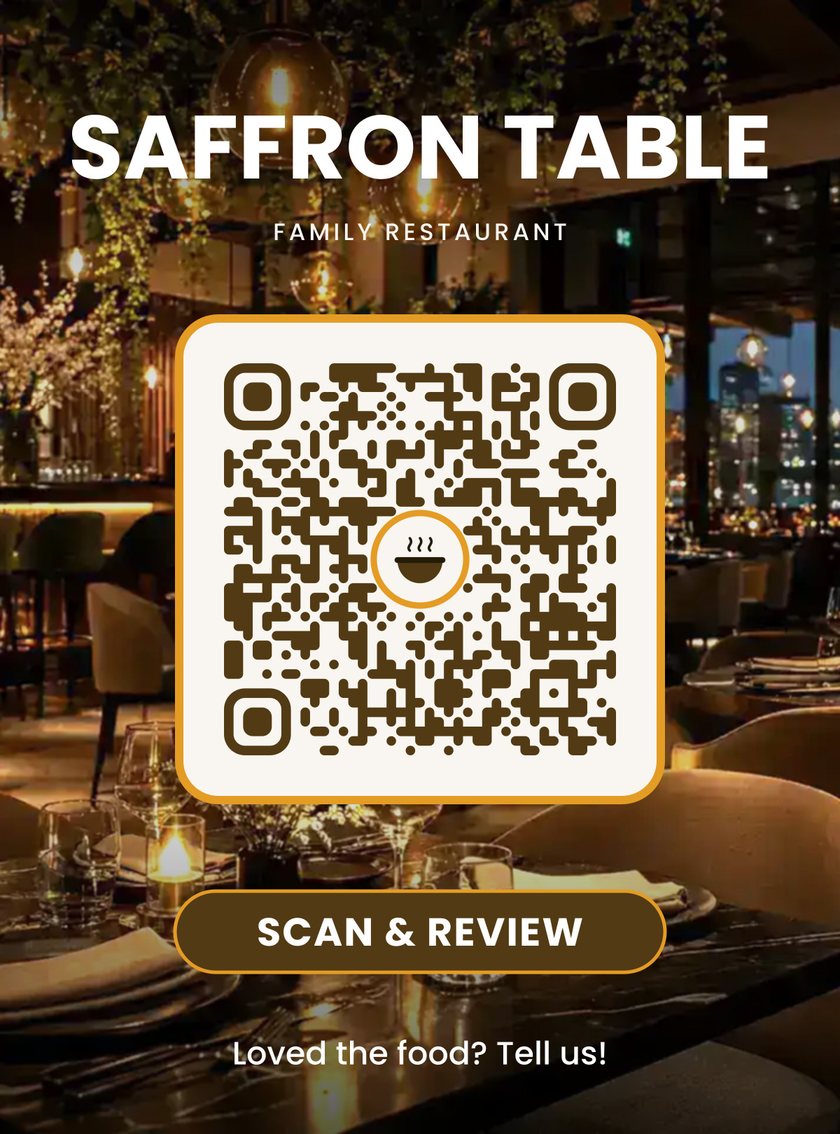 SAFFRON TABLE
FAMILY RESTAURANT
SCAN & REVIEW
Loved the food? Tell us!